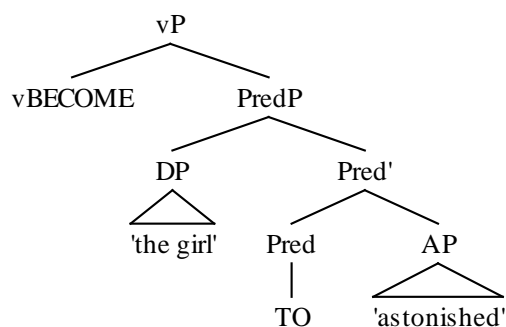 vP
vBECOME PredP
DP Pred'
'the girl' Pred AP
TO 'astonished'